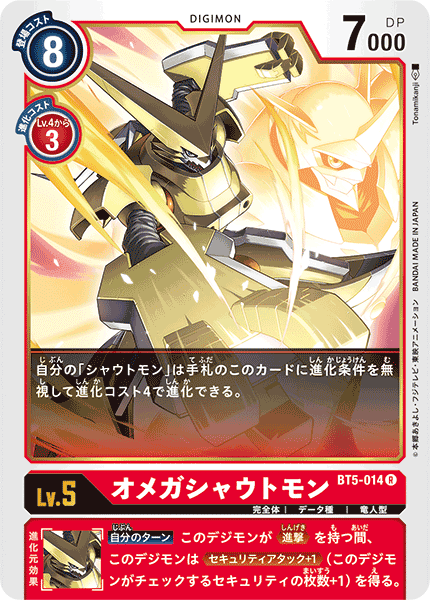 DIGIMON
登場コスト
8
7000
DP
進化コスト
Lv.4から
3
Tonamikanji
© 本郷あきよし・フジテレビ・東映アニメーション BANDAI MADE IN JAPAN
自分の「シャウトモン」は手札のこのカードに進化条件を無
視して進化コスト4で進化できる。
BT5-014 R
Lv.5
オメガシャウトモン
完全体 | データ種 | 竜人型
進化元効果
自分のターン このデジモンが 進撃 を持つ間、
このデジモンは セキュリティアタック+1 (このデジモ
ンがチェックするセキュリティの枚数+1) を得る。